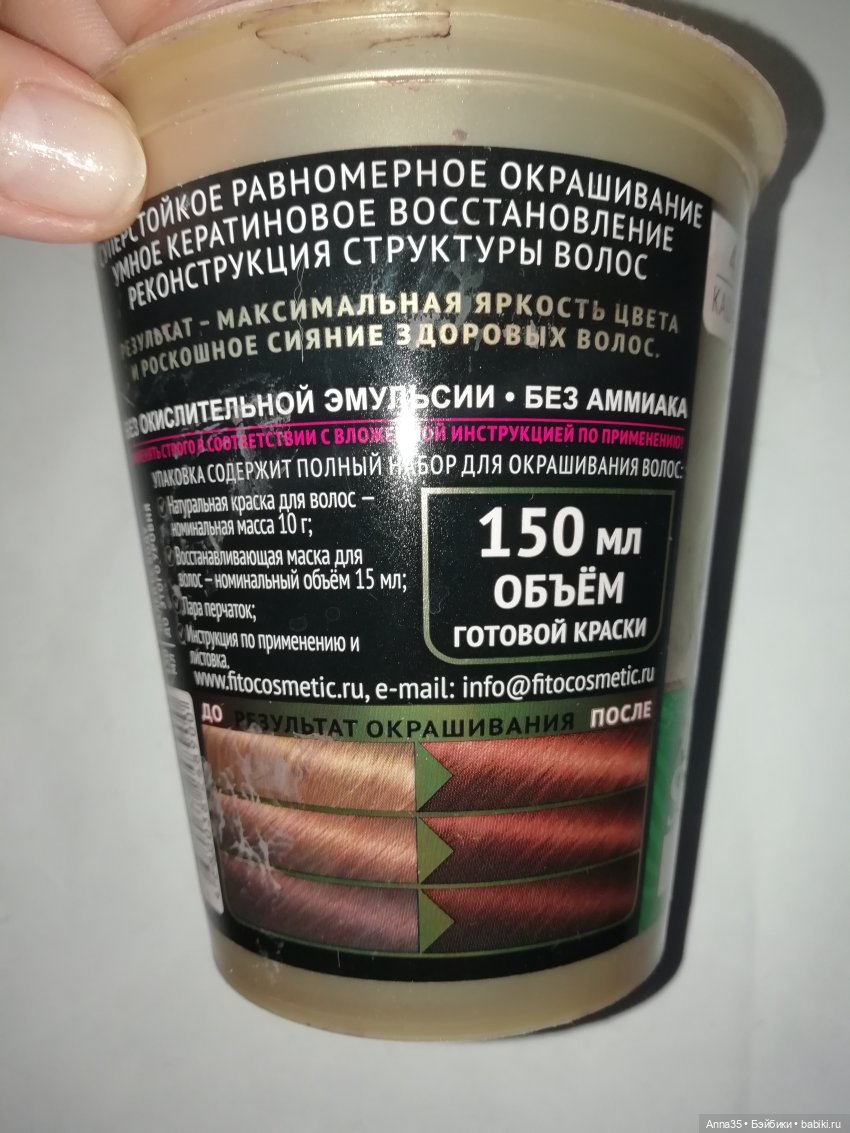 СУПЕРСТОЙКОЕ РАВНОМЕРНОЕ ОКРАШИВАНИЕ
УМНОЕ КЕРАТИНОВОЕ ВОССТАНОВЛЕНИЕ
РЕКОНСТРУКЦИЯ СТРУКТУРЫ ВОЛОС
РЕЗУЛЬТАТ – МАКСИМАЛЬНАЯ ЯРКОСТЬ ЦВЕТА
И РОСКОШНОЕ СИЯНИЕ ЗДОРОВЫХ ВОЛОС.
БЕЗ ОКИСЛИТЕЛЬНОЙ ЭМУЛЬСИИ • БЕЗ АММИАКА
ПРИМЕНЯТЬ СТРОГО В СООТВЕТСТВИИ С ВЛОЖЕННОЙ ИНСТРУКЦИЕЙ ПО ПРИМЕНЕНИЮ!
УПАКОВКА СОДЕРЖИТ ПОЛНЫЙ НАБОР ДЛЯ ОКРАШИВАНИЯ ВОЛОС:
Натуральная краска для волос –
номинальная масса 10 г;
Восстанавливающая маска для
волос – номинальный объём 15 мл;
Пара перчаток;
Инструкция по применению и
листовка.
150 мл
ОБЪЁМ
ГОТОВОЙ КРАСКИ
www.fitocosmetic.ru, e-mail: info@fitocosmetic.ru
ДО РЕЗУЛЬТАТ ОКРАШИВАНИЯ ПОСЛЕ
Anna35 • Бэйбики • babiki.ru